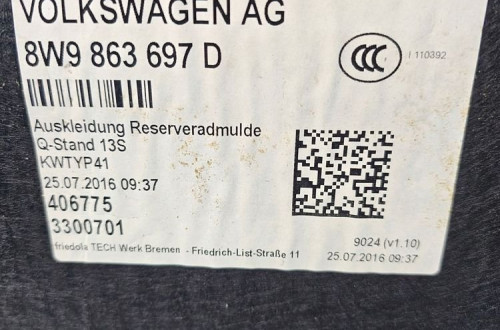 VOLKSWAGEN AG
8W9 863 697 D
CCC
I 110392
Auskleidung Reserveradmulde
Q-Stand 13S
KWTYP41
25.07.2016 09:37
406775
3300701
9024 (v1.10)
friedola TECH Werk Bremen - Friedrich-List-Straße 11
25.07.2016 09:37